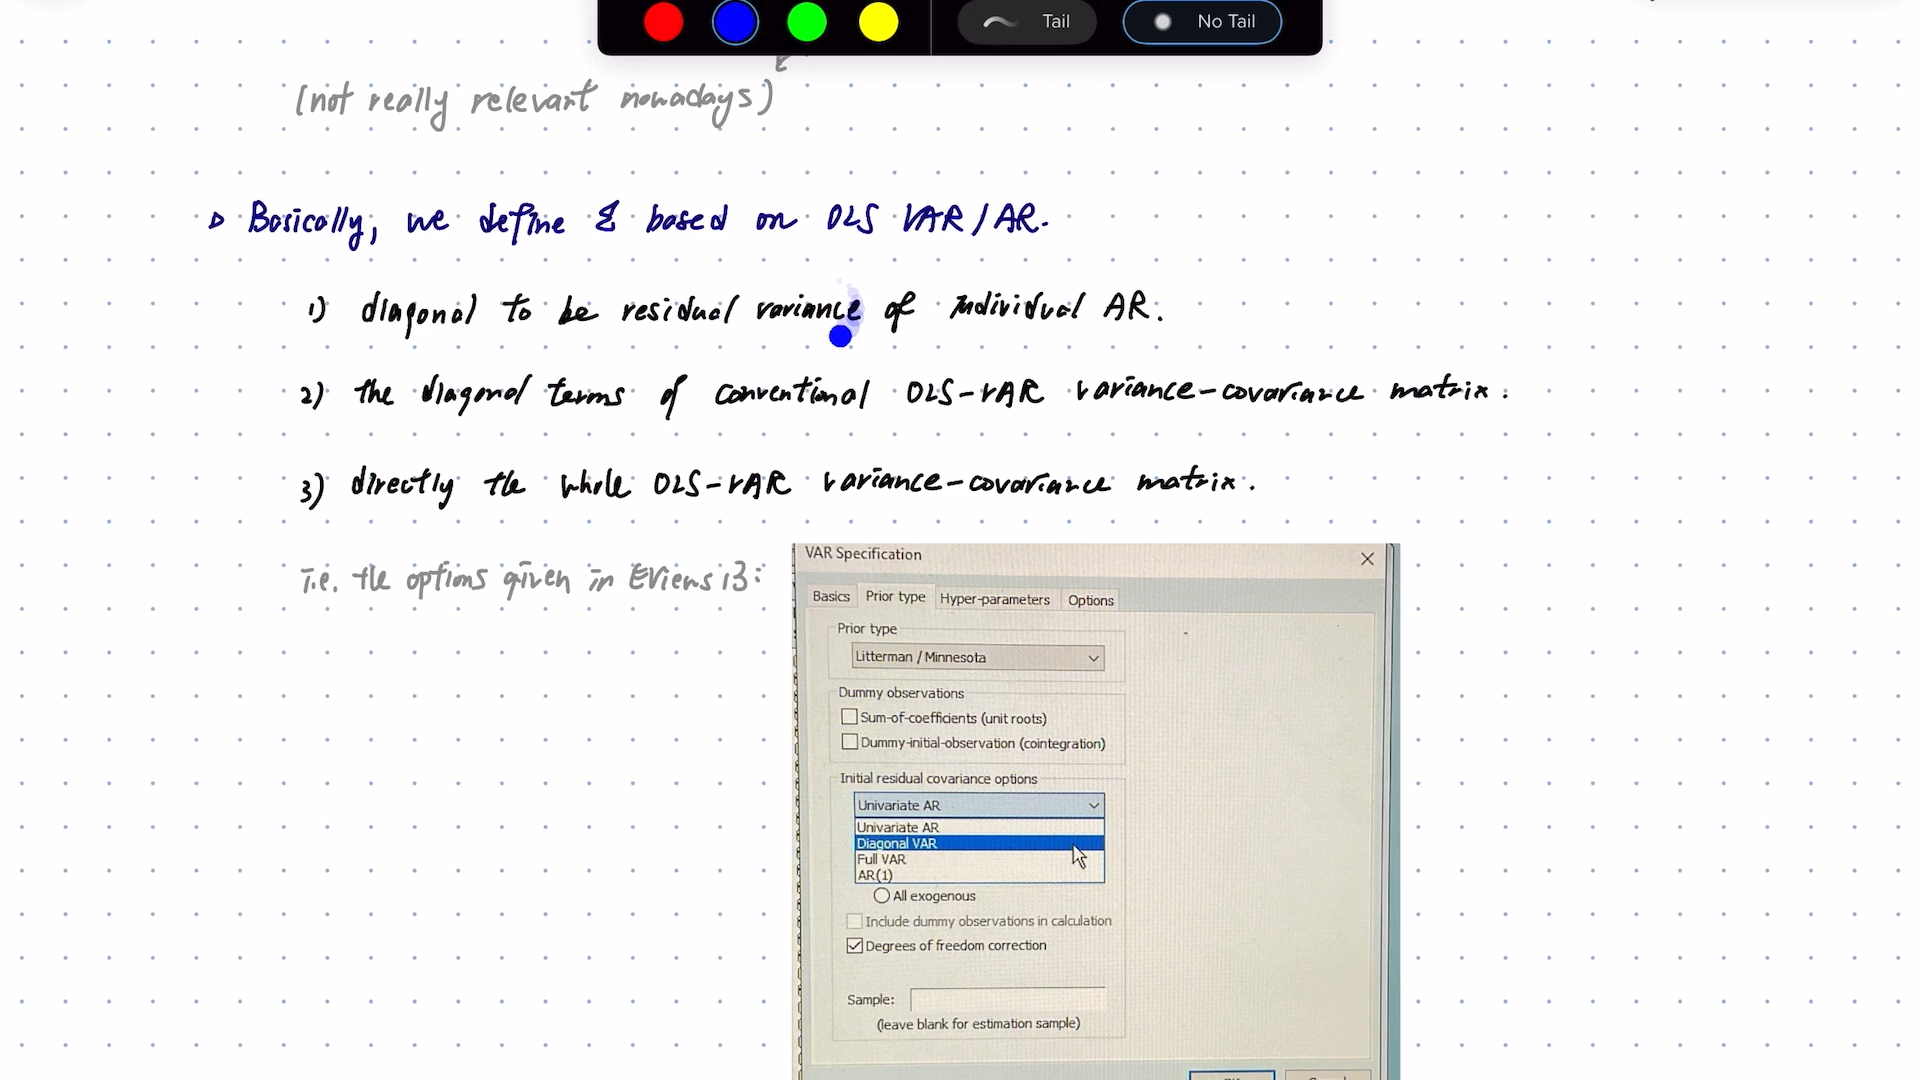 Tail
No Tail
(not really relevant nowadays)
▷ Basically, we define Σ based on OLS VAR/AR.
1) diagonal to be residual variance of individual AR.
2) the diagonal terms of conventional OLS-VAR variance-covariance matrix.
3) directly the whole OLS-VAR variance-covariance matrix.
i.e. the options given in EViews 13:
VAR Specification
Basics Prior type Hyper-parameters Options
Prior type
Litterman / Minnesota
Dummy observations
Sum-of-coefficients (unit roots)
Dummy-initial-observation (cointegration)
Initial residual covariance options
Univariate AR
Univariate AR
Diagonal VAR
Full VAR
AR(1)
All exogenous
Include dummy observations in calculation
Degrees of freedom correction
Sample:
(leave blank for estimation sample)